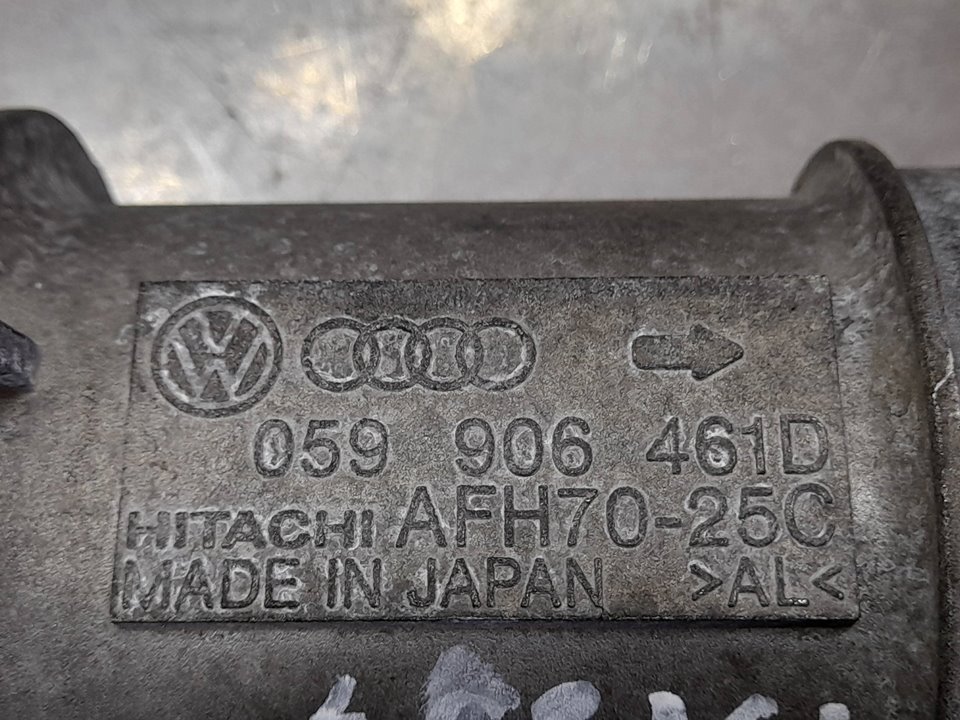 059 906 461D
HITACHI AFH70-25C
MADE IN JAPAN >AL<